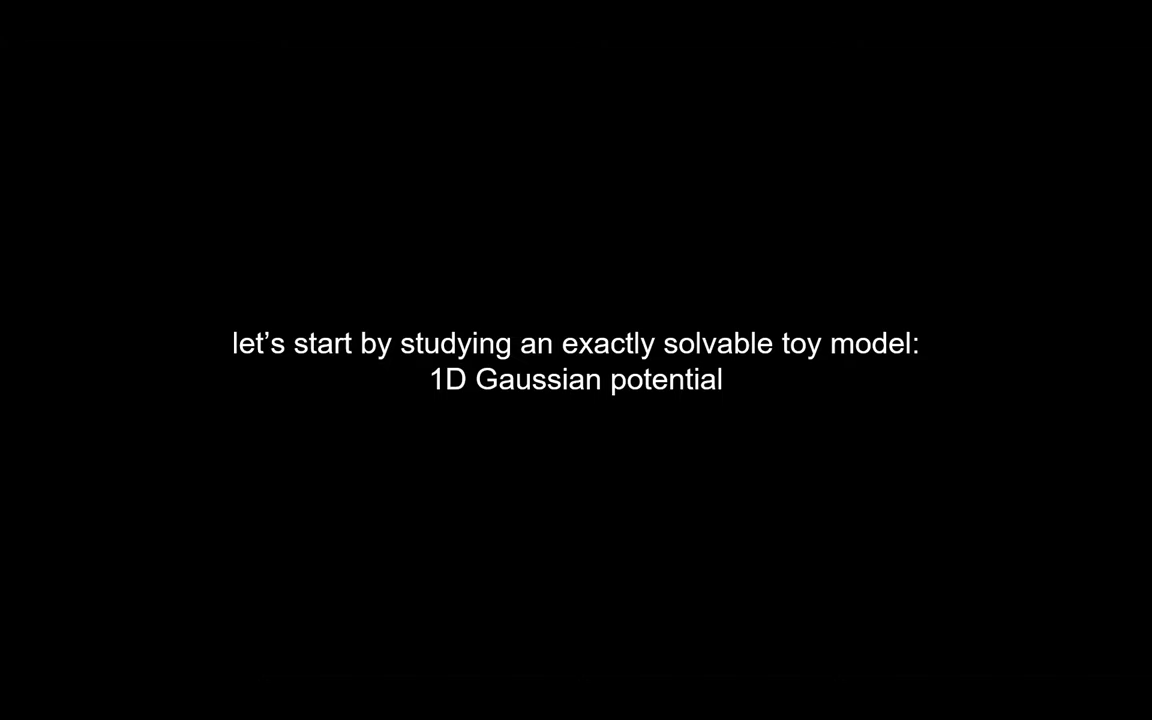 let’s start by studying an exactly solvable toy model:
1D Gaussian potential